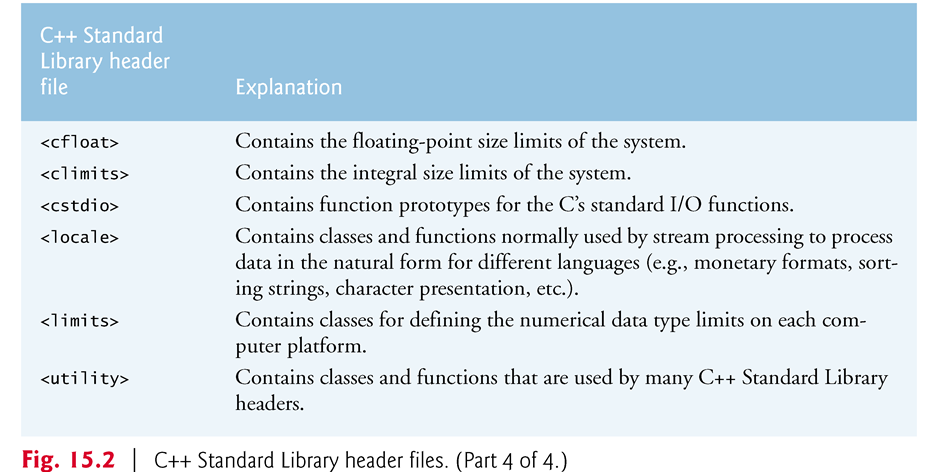 C++ Standard
Library header
file
Explanation
<cfloat>
Contains the floating-point size limits of the system.
<climits>
Contains the integral size limits of the system.
<cstdio>
Contains function prototypes for the C’s standard I/O functions.
<locale>
Contains classes and functions normally used by stream processing to process
data in the natural form for different languages (e.g., monetary formats, sort-
ing strings, character presentation, etc.).
<limits>
Contains classes for defining the numerical data type limits on each com-
puter platform.
<utility>
Contains classes and functions that are used by many C++ Standard Library
headers.
Fig. 15.2 | C++ Standard Library header files. (Part 4 of 4.)